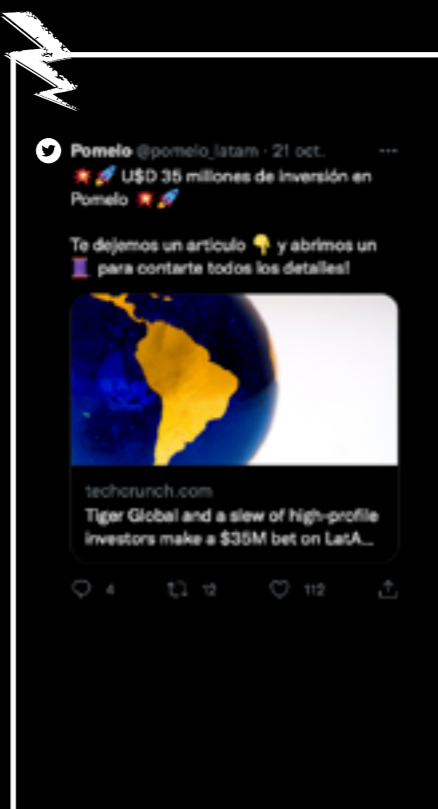 Pomelo @pomelo_latam · 21 oct.
💥🚀 U$D 35 millones de inversión en
Pomelo 💥🚀
Te dejamos un artículo 👇 y abrimos un
🧵 para contarte todos los detalles!
techcrunch.com
Tiger Global and a slew of high-profile
investors make a $35M bet on LatA...
4 12 112